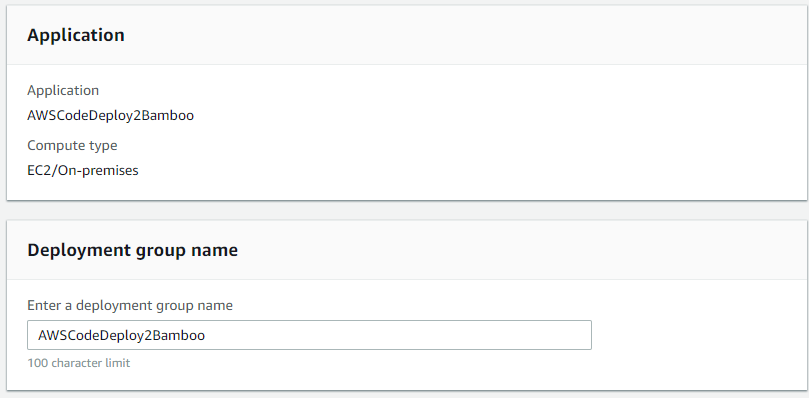 Application
Application
AWSCodeDeploy2Bamboo
Compute type
EC2/On-premises
Deployment group name
Enter a deployment group name
AWSCodeDeploy2Bamboo
100 character limit